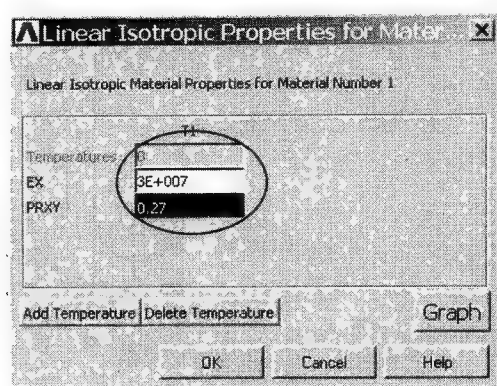 Linear Isotropic Properties for Mater...
Linear Isotropic Material Properties for Material Number 1
T1
Temperatures 0
EX 3E+007
PRXY 0.27
Add Temperature Delete Temperature Graph
OK Cancel Help